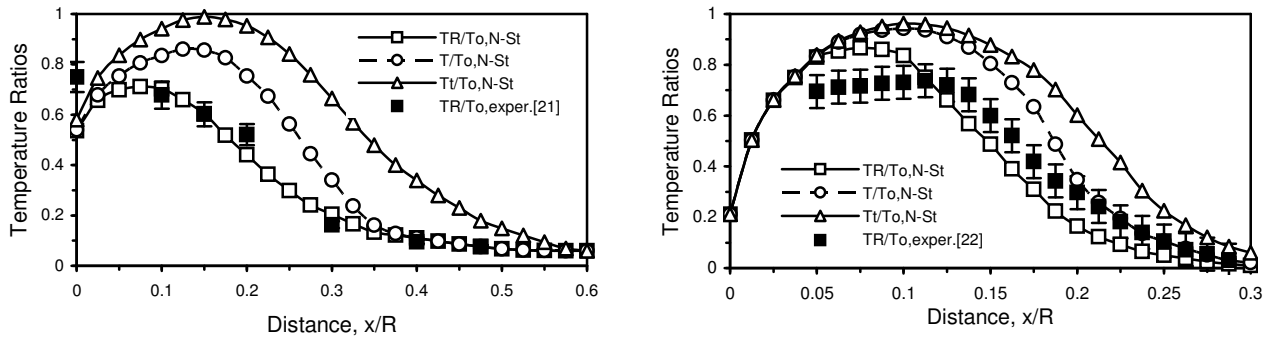 Temperature Ratios
1
0.8
0.6
0.4
0.2
0
0 0.1 0.2 0.3 0.4 0.5 0.6
Distance, x/R
TR/To,N-St
T/To,N-St
Tt/To,N-St
TR/To,exper.[21]
Temperature Ratios
1
0.8
0.6
0.4
0.2
0
0 0.05 0.1 0.15 0.2 0.25 0.3
Distance, x/R
TR/To,N-St
T/To,N-St
Tt/To,N-St
TR/To,exper.[22]